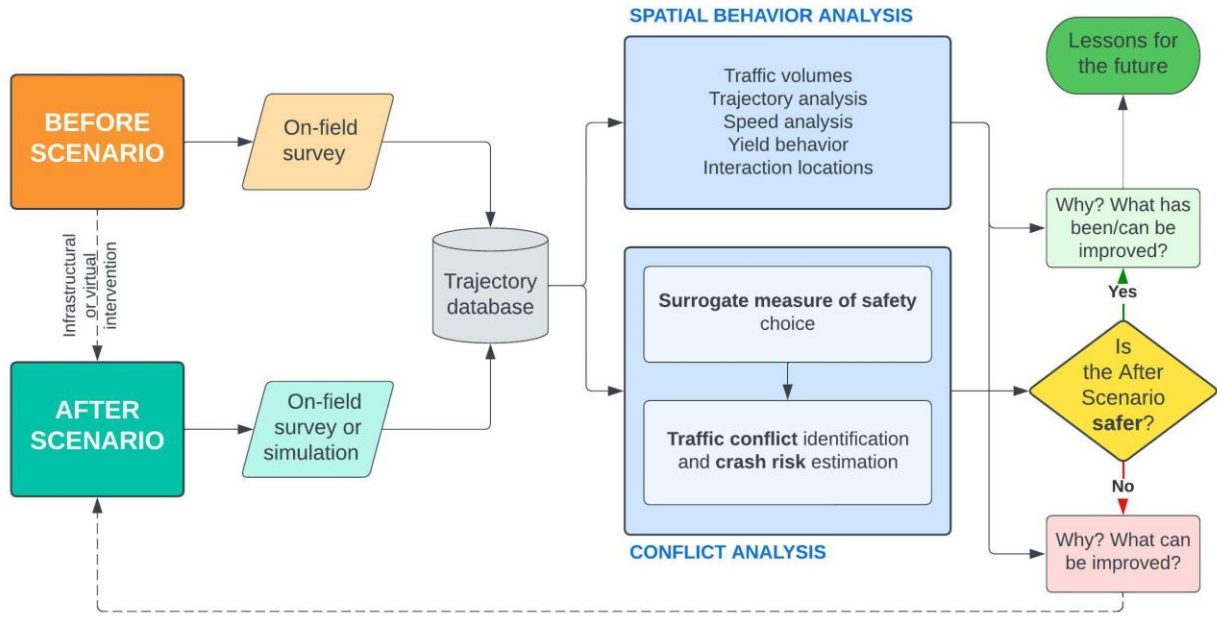 SPATIAL BEHAVIOR ANALYSIS
BEFORE
SCENARIO
On-field
survey
Traffic volumes
Trajectory analysis
Speed analysis
Yield behavior
Interaction locations
Lessons for
the future
Infrastructural
or virtual
intervention
Trajectory
database
Why? What has
been/can be
improved?
Yes
Surrogate measure of safety
choice
Is
the After
Scenario
safer?
AFTER
SCENARIO
On-field
survey or
simulation
Traffic conflict identification
and crash risk estimation
No
CONFLICT ANALYSIS
Why? What can
be improved?